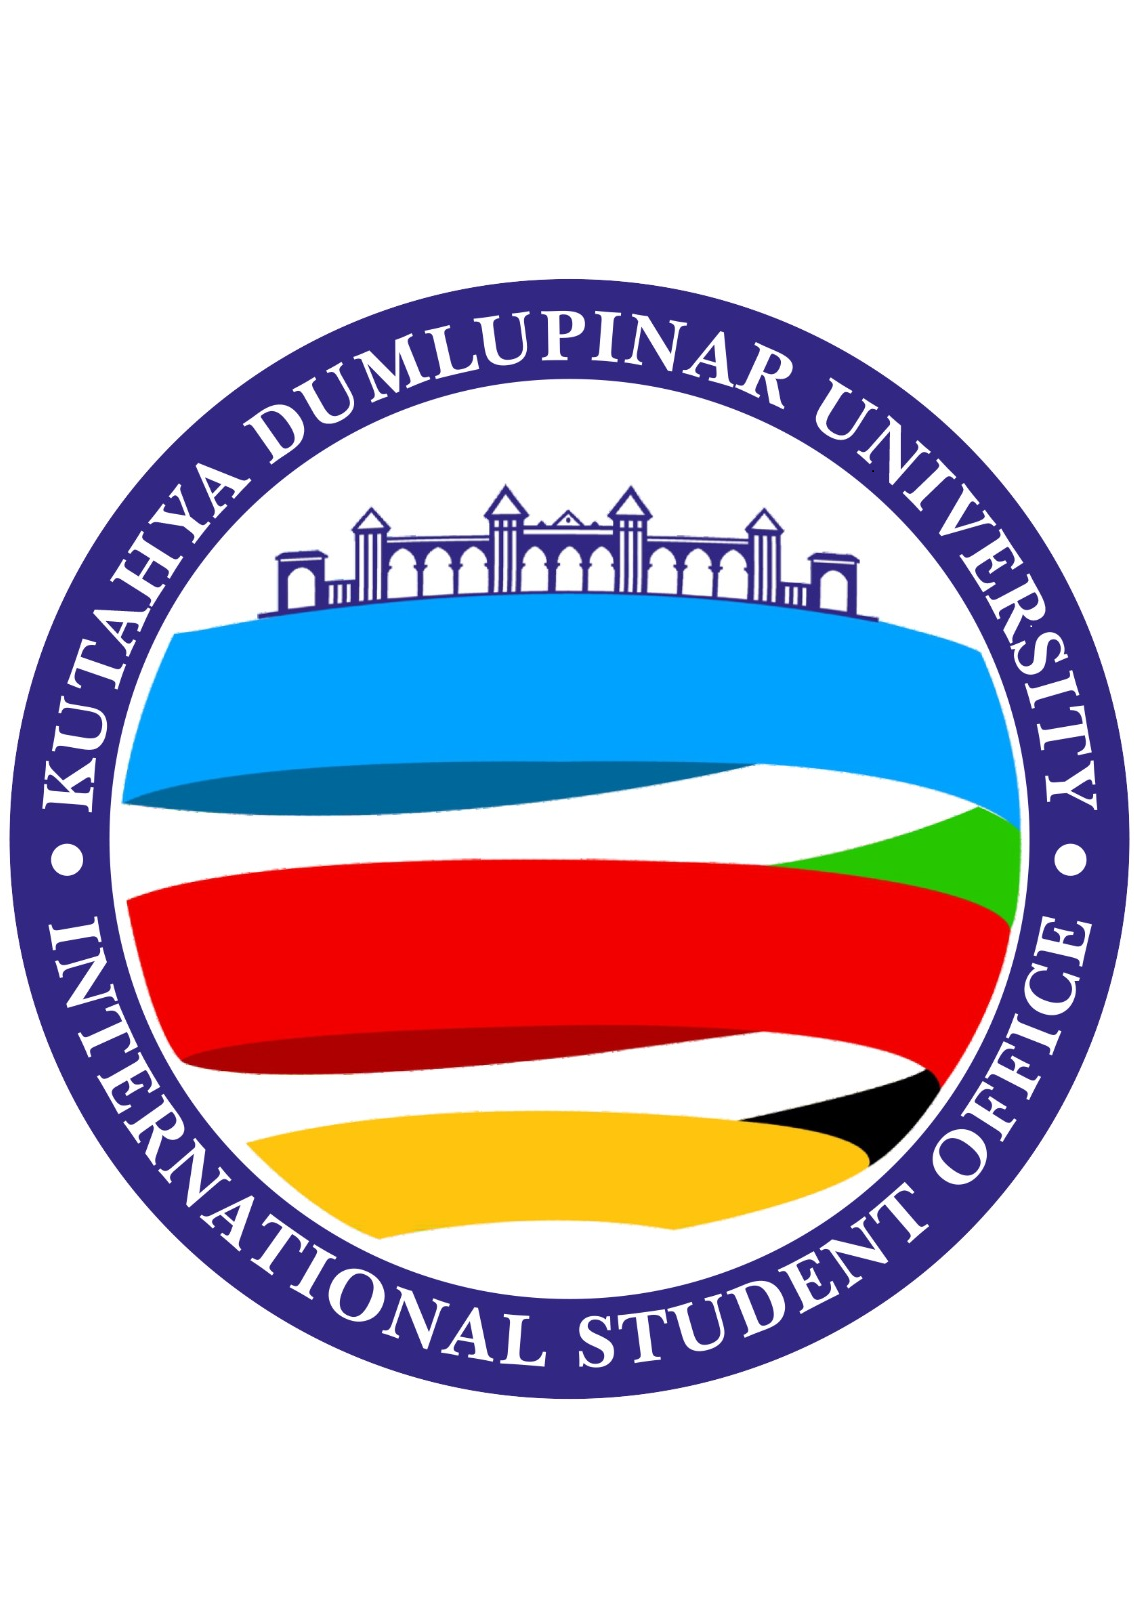 KUTAHYA DUMLUPINAR UNIVERSITY
INTERNATIONAL STUDENT OFFICE